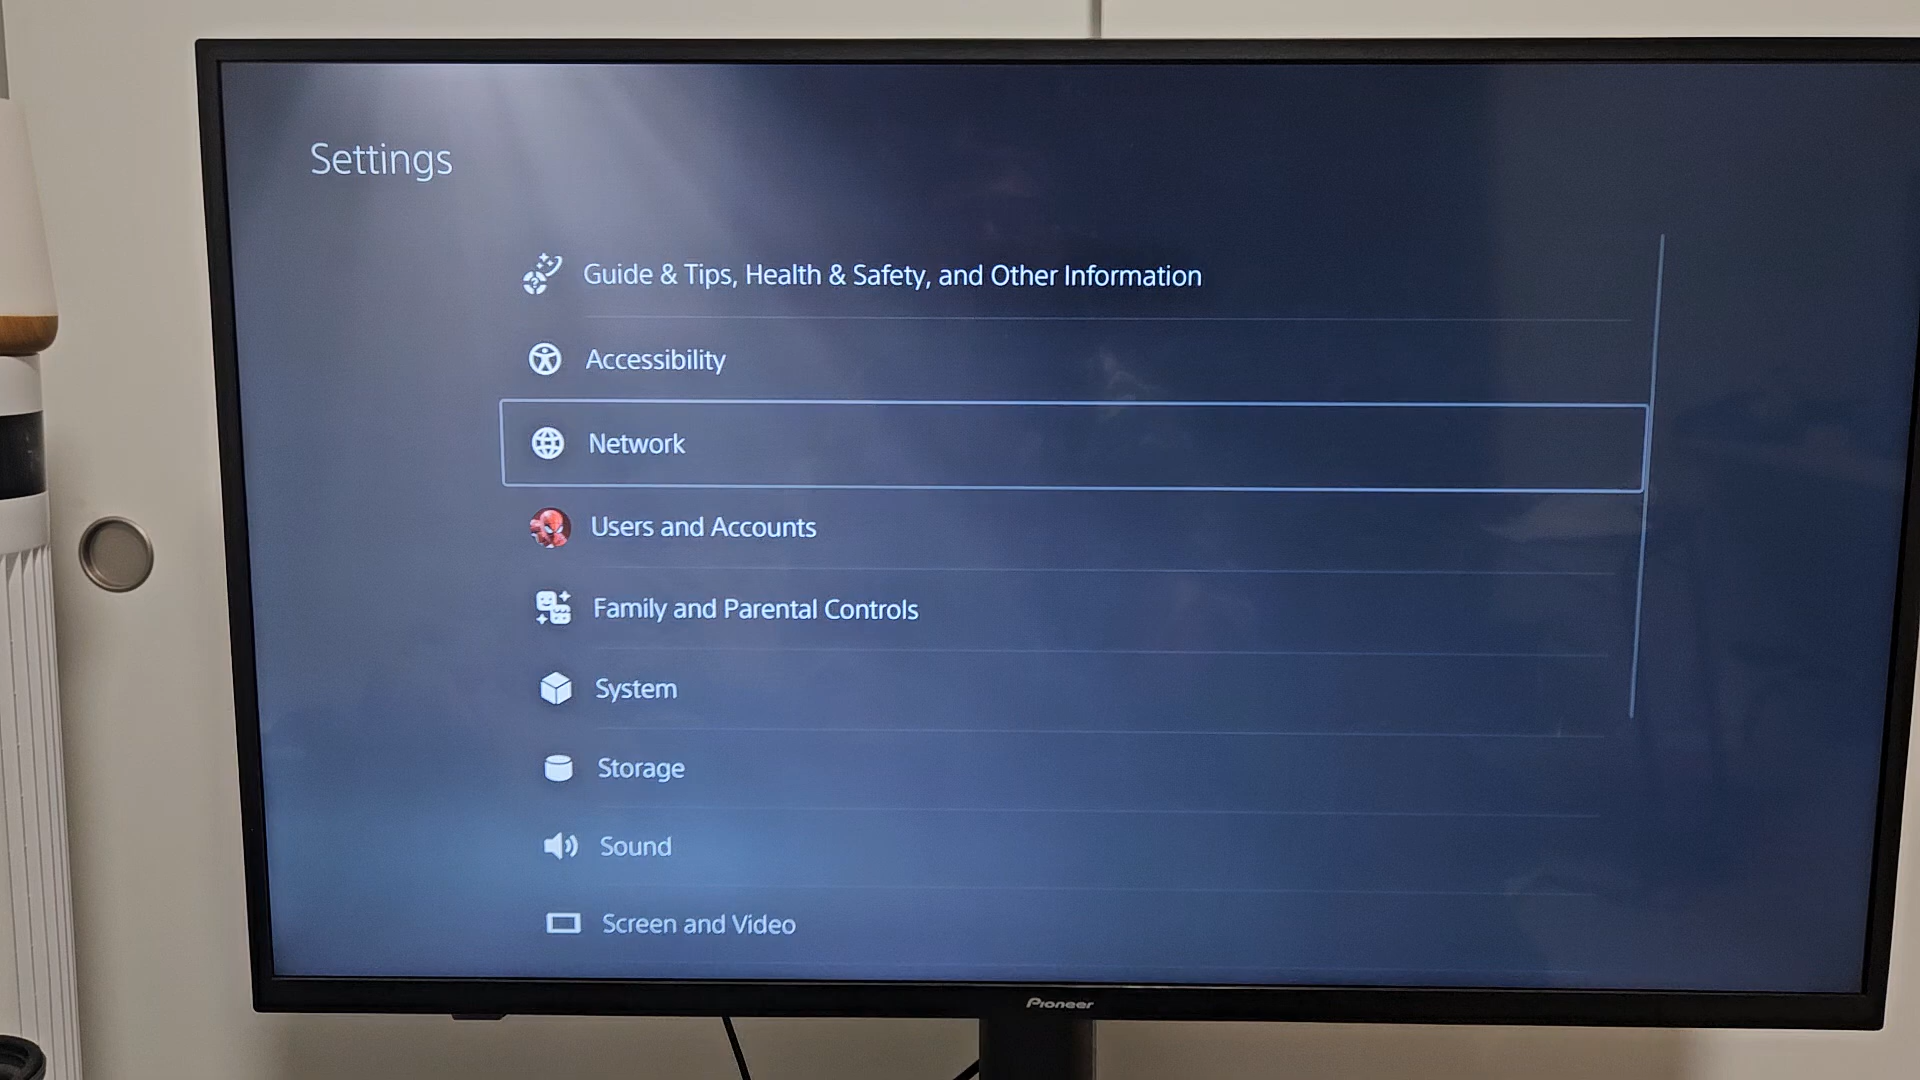 Settings
Guide & Tips, Health & Safety, and Other Information
Accessibility
Network
Users and Accounts
Family and Parental Controls
System
Storage
Sound
Screen and Video
Pioneer